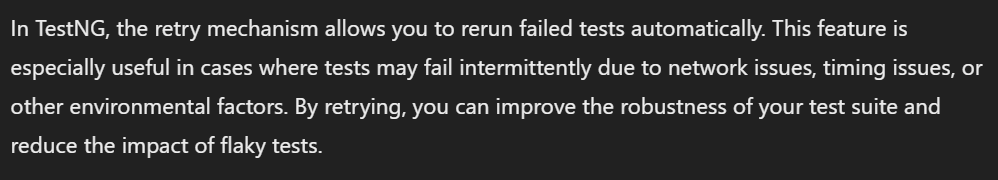 In TestNG, the retry mechanism allows you to rerun failed tests automatically. This feature is
especially useful in cases where tests may fail intermittently due to network issues, timing issues, or
other environmental factors. By retrying, you can improve the robustness of your test suite and
reduce the impact of flaky tests.